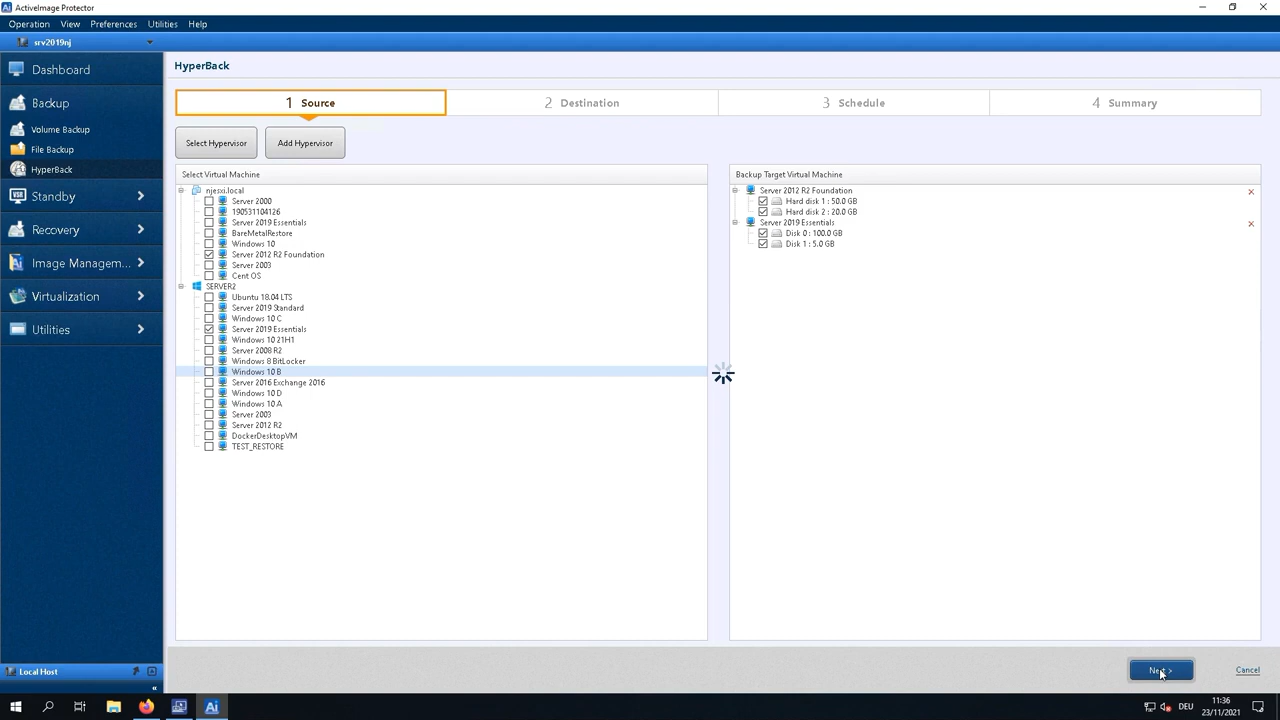 ActiveImage Protector
Operation View Preferences Utilities Help
srv2019nj
Dashboard
Backup
Volume Backup
File Backup
HyperBack
Standby
Recovery
Image Managem...
Virtualization
Utilities
Local Host
«
HyperBack
1 Source
2 Destination
3 Schedule
4 Summary
Select Hypervisor
Add Hypervisor
Select Virtual Machine
njesxi.local
Server 2000
190531104126
Server 2019 Essentials
BareMetalRestore
Windows 10
Server 2012 R2 Foundation
Server 2003
Cent OS
SERVER2
Ubuntu 18.04 LTS
Server 2019 Standard
Windows 10 C
Server 2019 Essentials
Windows 10 21H1
Server 2008 R2
Windows 8 BitLocker
Windows 10 B
Server 2016 Exchange 2016
Windows 10 D
Windows 10 A
Server 2003
Server 2012 R2
DockerDesktopVM
TEST_RESTORE
Backup Target Virtual Machine
Server 2012 R2 Foundation
Hard disk 1 : 50.0 GB
Hard disk 2 : 20.0 GB
Server 2019 Essentials
Disk 0 : 100.0 GB
Disk 1 : 5.0 GB
Next >
Cancel
DEU
11:36
23/11/2021